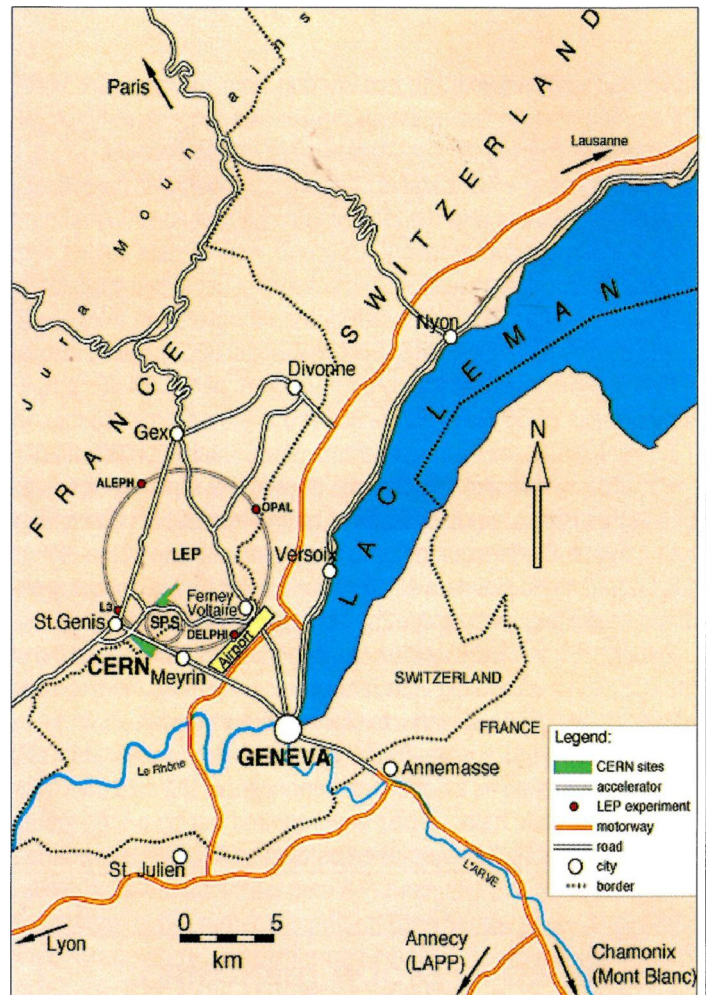 Paris
Jura Mountains
FRANCE
SWITZERLAND
Lausanne
Nyon
LAC LEMAN
Divonne
Gex
N
ALEPH
OPAL
LEP
Versoix
L3
Ferney
Voltaire
St.Genis
SPS
DELPHI
Airport
CERN
Meyrin
SWITZERLAND
FRANCE
GENEVA
Le Rhône
Annemasse
Legend:
CERN sites
accelerator
LEP experiment
motorway
road
city
border
St. Julien
L'ARVE
0 5
km
Lyon
Annecy
(LAPP)
Chamonix
(Mont Blanc)